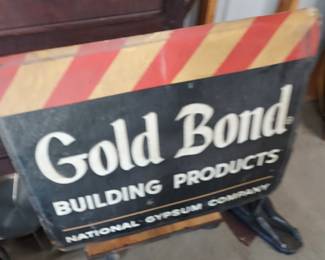 Gold Bond®
BUILDING PRODUCTS
NATIONAL GYPSUM COMPANY